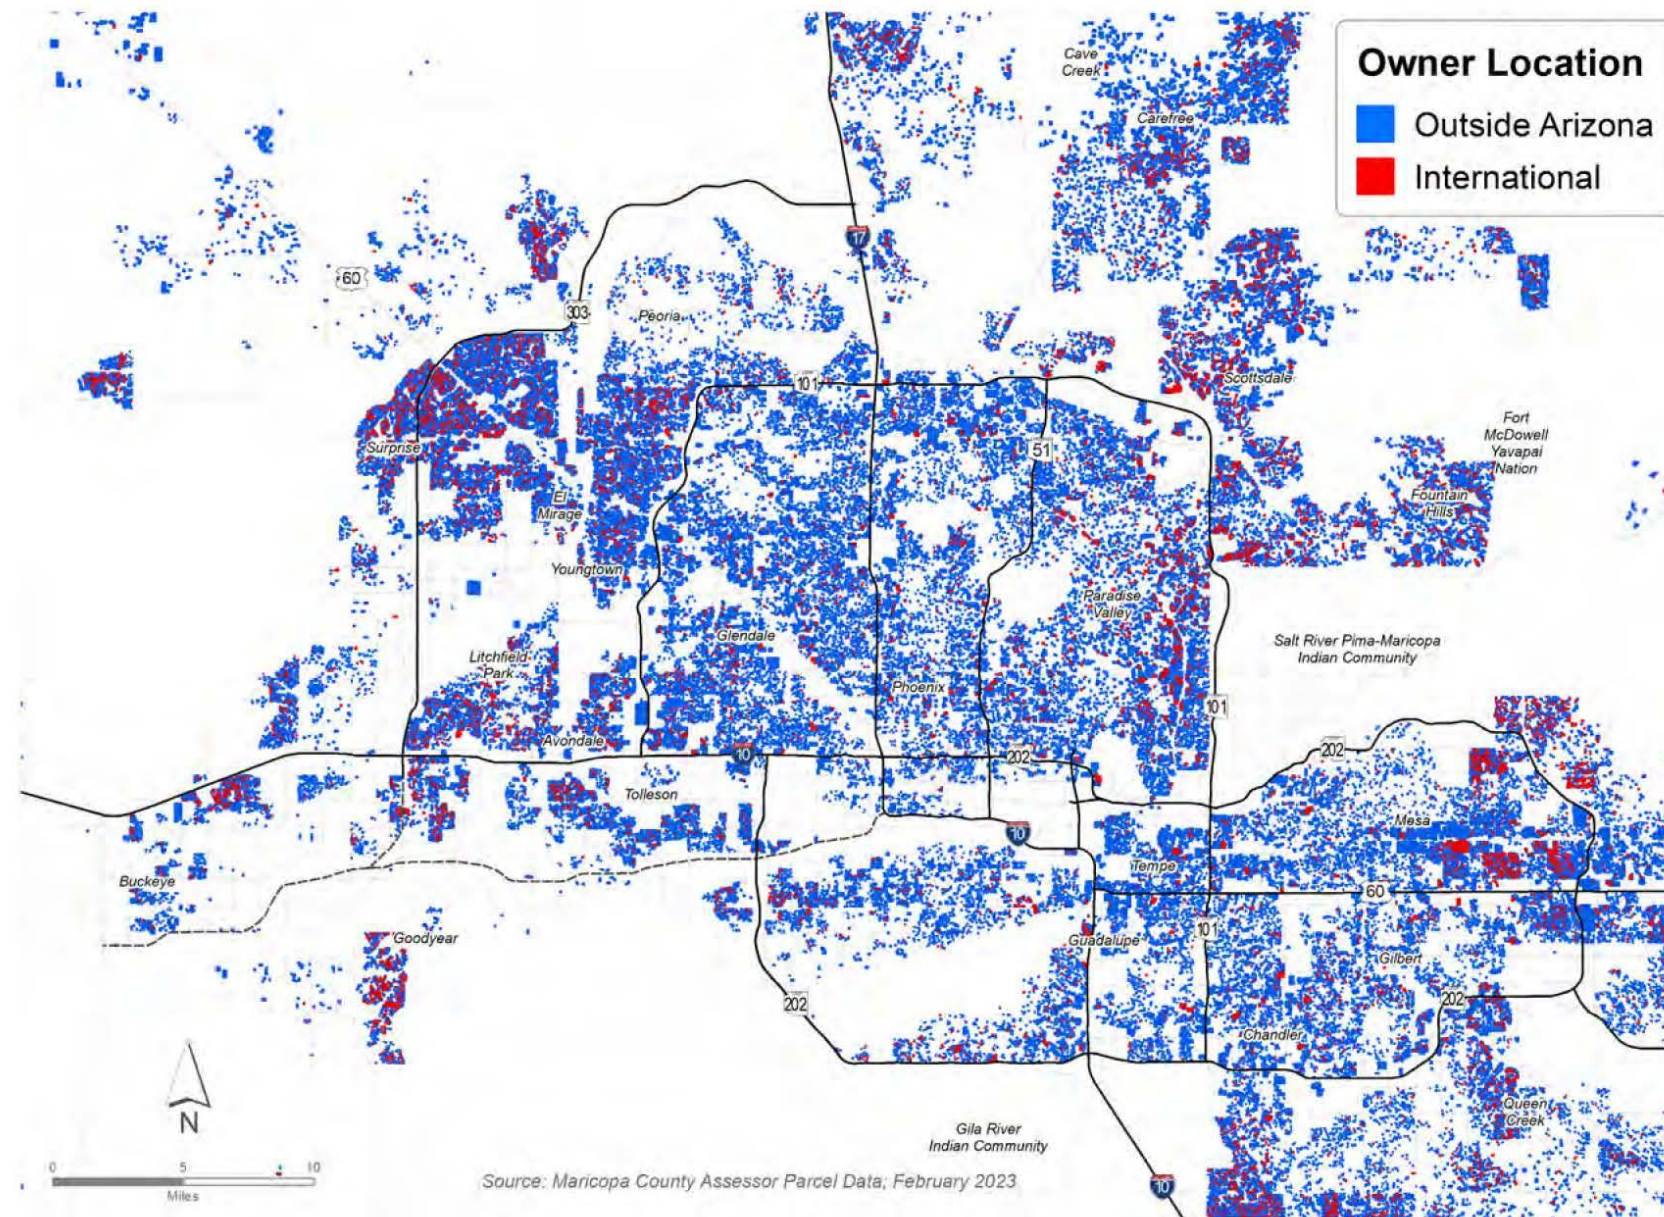 Owner Location
Outside Arizona
International
Cave
Creek
Carefree
17
60
303
Peoria
101
Scottsdale
Fort
McDowell
Yavapai
Nation
Surprise
51
El
Mirage
Fountain
Hills
Youngtown
Paradise
Valley
Glendale
Salt River Pima-Maricopa
Indian Community
Litchfield
Park
Phoenix
101
Avondale
10
202
202
Tolleson
10
Mesa
Tempe
Buckeye
60
Goodyear
Guadalupe
101
Gilbert
202
202
Chandler
N
Queen
Creek
Gila River
Indian Community
0 5 10
Miles
Source: Maricopa County Assessor Parcel Data, February 2023
10